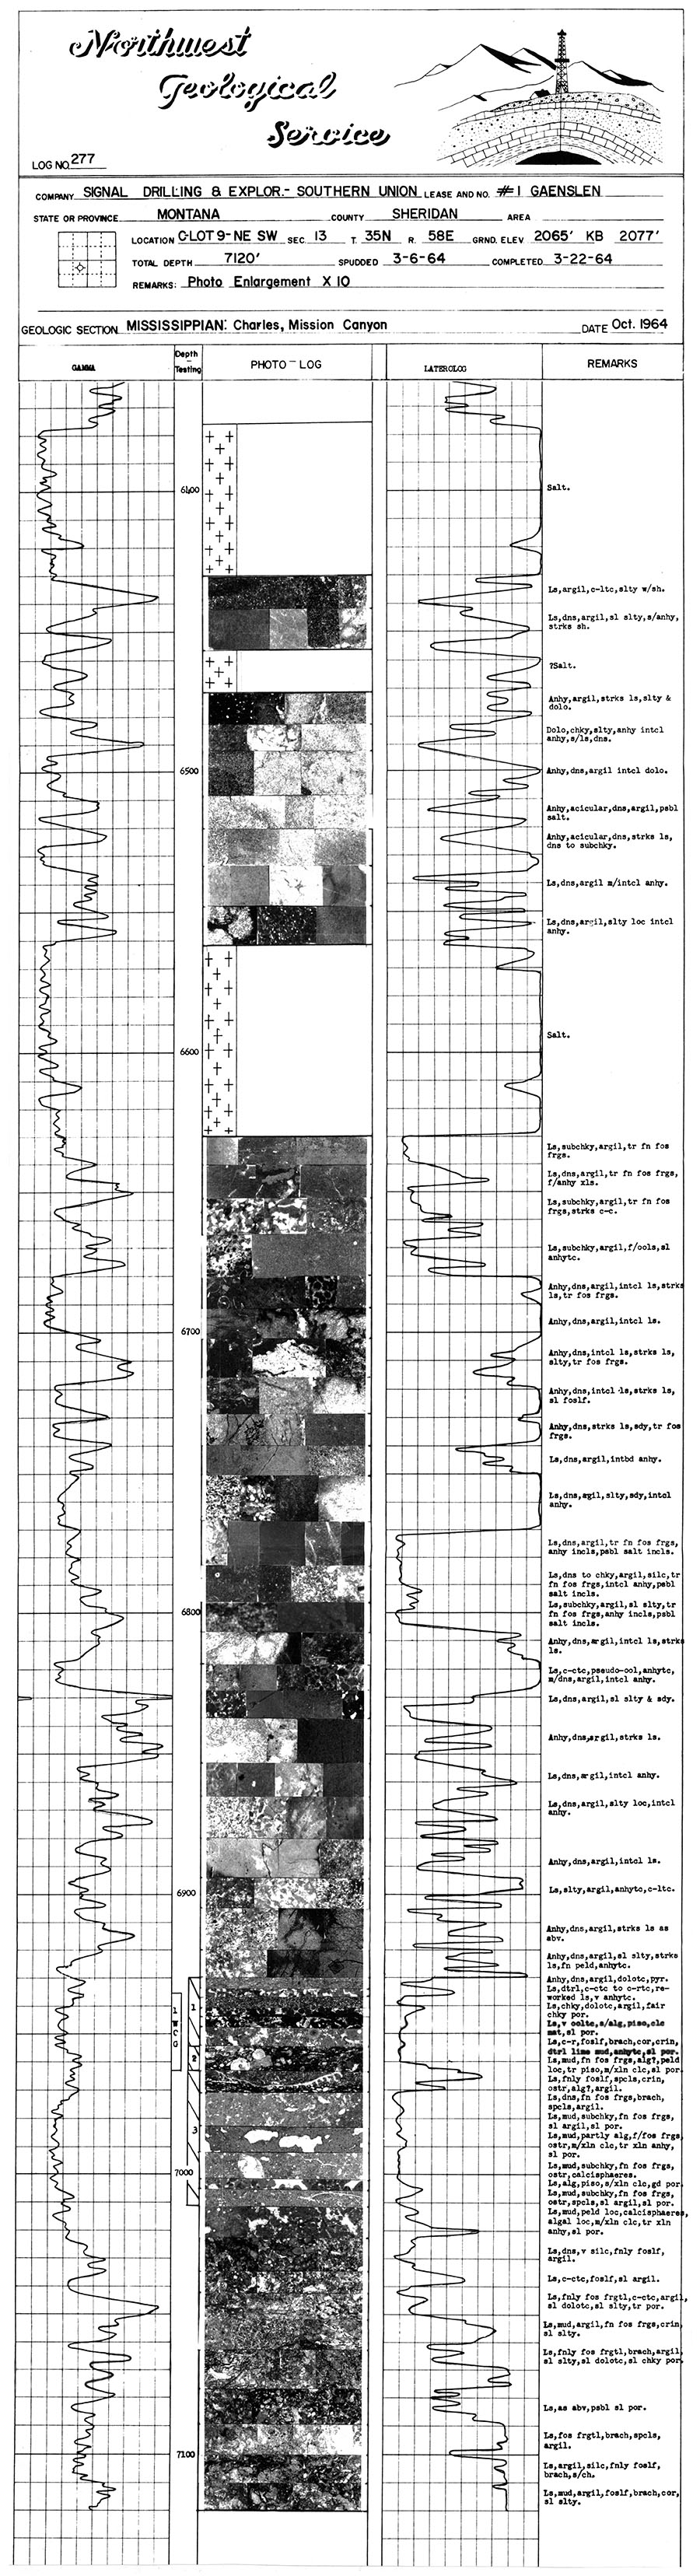 Northwest
Geological
Service
LOG NO. 277
COMPANY SIGNAL DRILLING & EXPLOR.- SOUTHERN UNION LEASE AND NO. #1 GAENSLEN
STATE OR PROVINCE MONTANA COUNTY SHERIDAN AREA
LOCATION C-LOT 9-NE SW SEC. 13 T. 35N R. 58E GRND. ELEV 2065' KB 2077'
TOTAL DEPTH 7120' SPUDDED 3-6-64 COMPLETED 3-22-64
REMARKS: Photo Enlargement X 10
GEOLOGIC SECTION MISSISSIPPIAN: Charles, Mission Canyon DATE Oct. 1964
GAMMA Depth - Testing PHOTO - LOG LATEROLOG REMARKS
6400
Salt.
Ls,argil,c-ltc,slty w/sh.
Ls,dns,argil,sl slty,s/anhy,
strks sh.
?Salt.
Anhy,argil,strks ls,slty &
dolo.
Dolo,chky,slty,anhy intcl
anhy,s/ls,dns.
6500
Anhy,dns,argil intcl dolo.
Anhy,acicular,dns,argil,psbl
salt.
Anhy,acicular,dns,strks ls,
dns to subchky.
Ls,dns,argil m/intcl anhy.
Ls,dns,argil,slty loc intcl
anhy.
Salt.
6600
Ls,subchky,argil,tr fn fos
frgs.
Ls,dns,argil,tr fn fos frgs,
f/anhy xls.
Ls,subchky,argil,tr fn fos
frgs,strks c-c.
Ls,subchky,argil,f/ools,sl
anhytc.
Anhy,dns,argil,intcl ls,strks
ls,tr fos frgs.
6700
Anhy,dns,argil,intcl ls.
Anhy,dns,intcl ls,strks ls,
slty,tr fos frgs.
Anhy,dns,intcl ls,strks ls,
sl foslf.
Anhy,dns,strks ls,sdy,tr fos
frgs.
Ls,dns,argil,intbd anhy.
Ls,dns,agil,slty,sdy,intcl
anhy.
Ls,dns,argil,tr fn fos frgs,
anhy incls,psbl salt incls.
Ls,dns to chky,argil,silc,tr
fn fos frgs,intcl anhy,psbl
salt incls.
6800
Ls,subchky,argil,sl slty,tr
fn fos frgs,anhy incls,psbl
salt incls.
Anhy,dns,argil,intcl ls,strks
ls.
Ls,c-ctc,pseudo-ool,anhytc,
m/dns,argil,intcl anhy.
Ls,dns,argil,sl slty & sdy.
Anhy,dns,argil,strks ls.
Ls,dns,argil,intcl anhy.
Ls,dns,argil,slty loc,intcl
anhy.
Anhy,dns,argil,intcl ls.
6900
Ls,slty,argil,anhytc,c-ltc.
Anhy,dns,argil,strks ls as
abv.
Anhy,dns,argil,sl slty,strks
ls,fn peld,anhytc.
Anhy,dns,argil,dolotc,pyr.
Ls,dtrl,c-ctc to c-rtc,re-
worked ls,v anhytc.
Ls,chky,dolotc,argil,fair
chky por.
1
W
C
G
1
Ls,v ooltc,s/alg,piso,clc
mat,sl por.
Ls,c-r,foslf,brach,cor,crin,
dtrl lime mud,anhytc,sl por.
2
Ls,mud,fn fos frgs,alg?,peld
loc,tr piso,m/xln clc,sl por.
Ls,fnly foslf,spcls,crin,
ostr,alg?,argil.
Ls,dns,fn fos frgs,brach,
spcls,argil.
Ls,mud,subchky,fn fos frgs,
sl argil,sl por.
3
Ls,mud,partly alg,f/fos frgs,
ostr,m/xln clc,tr xln anhy,
sl por.
7000
Ls,mud,subchky,fn fos frgs,
ostr,calcisphaeres.
Ls,alg,piso,s/xln clc,gd por.
Ls,mud,subchky,fn fos frgs,
ostr,spcls,sl argil,sl por.
Ls,mud,peld loc,calcisphaeres,
algal loc,m/xln clc,tr xln
anhy,sl por.
Ls,dns,v silc,fnly foslf,
argil.
Ls,c-ctc,foslf,sl argil.
Ls,fnly fos frgtl,c-ctc,argil,
sl dolotc,sl slty,tr por.
Ls,mud,argil,fn fos frgs,crin,
sl slty.
Ls,fnly fos frgtl,brach,argil,
sl slty,sl dolotc,sl chky por.
Ls,as abv,psbl sl por.
Ls,fos frgtl,brach,spcls,
argil.
7100
Ls,argil,silc,fnly foslf,
brach,s/ch.
Ls,mud,argil,foslf,brach,cor,
sl slty.